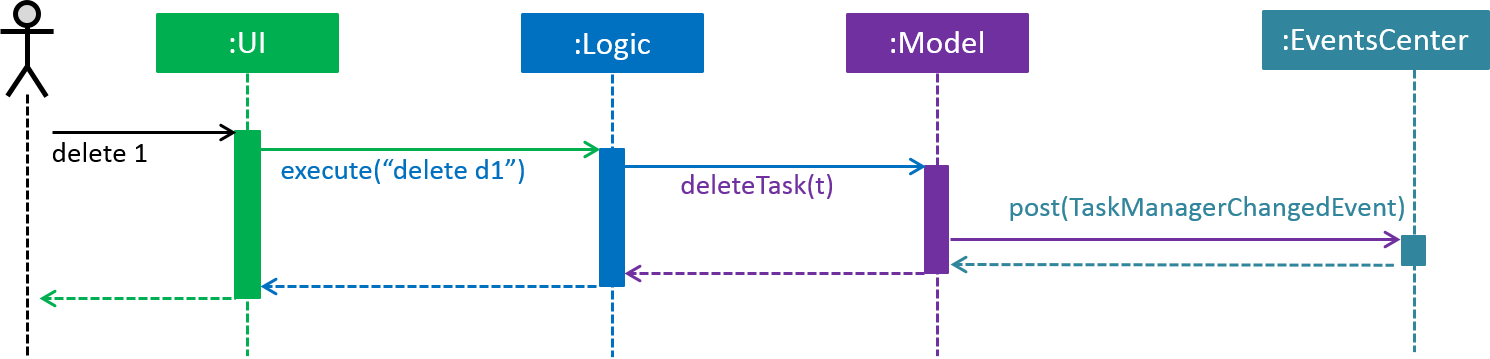 :UI
:Logic
:Model
:EventsCenter
delete 1
execute(“delete d1”)
deleteTask(t)
post(TaskManagerChangedEvent)